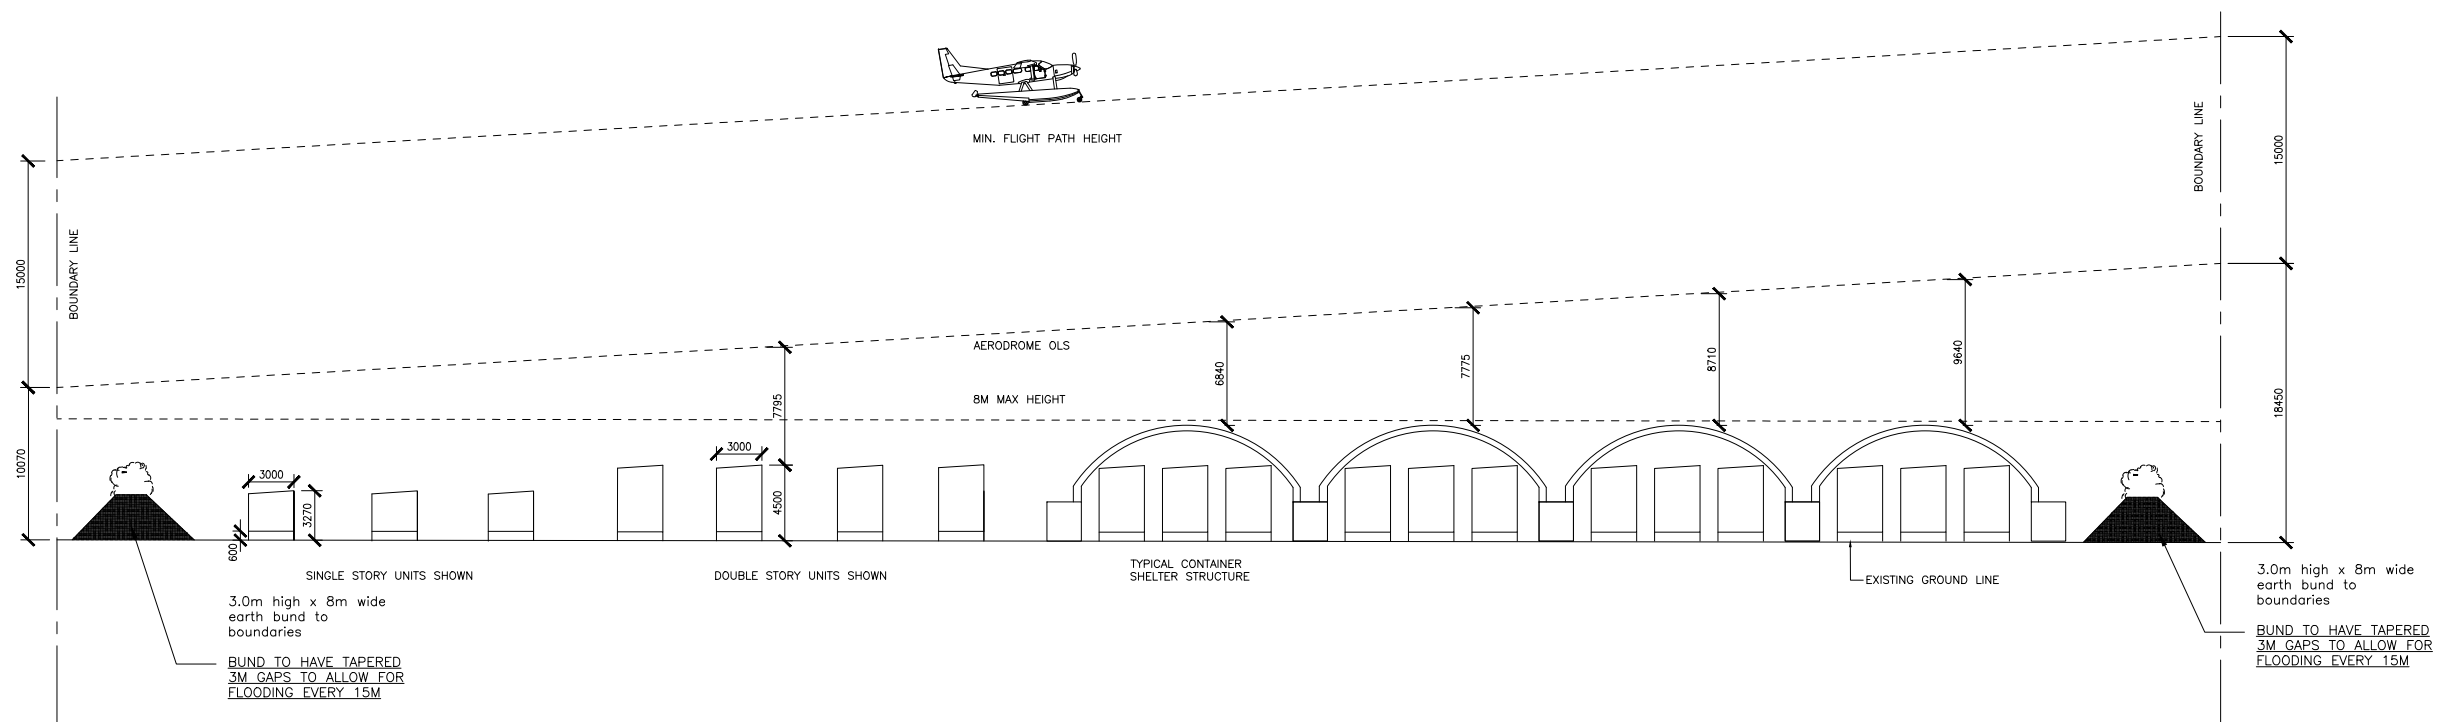 MIN. FLIGHT PATH HEIGHT
BOUNDARY LINE
15000
BOUNDARY LINE
15000
AERODROME OLS
8M MAX HEIGHT
6840
7775
8710
9640
7795
18450
10070
3000
3270
600
3000
4500
SINGLE STORY UNITS SHOWN
DOUBLE STORY UNITS SHOWN
TYPICAL CONTAINER
SHELTER STRUCTURE
EXISTING GROUND LINE
3.0m high x 8m wide
earth bund to
boundaries
BUND TO HAVE TAPERED
3M GAPS TO ALLOW FOR
FLOODING EVERY 15M
3.0m high x 8m wide
earth bund to
boundaries
BUND TO HAVE TAPERED
3M GAPS TO ALLOW FOR
FLOODING EVERY 15M